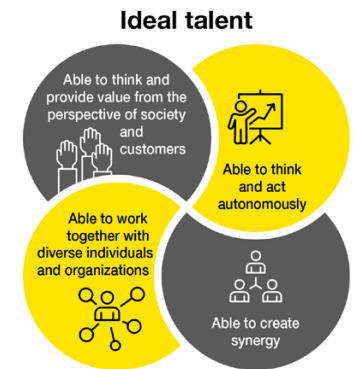 Ideal talent
Able to think and
provide value from the
perspective of society
and
customers
Able to think
and act
autonomously
Able to work
together with
diverse individuals
and organizations
Able to create
synergy